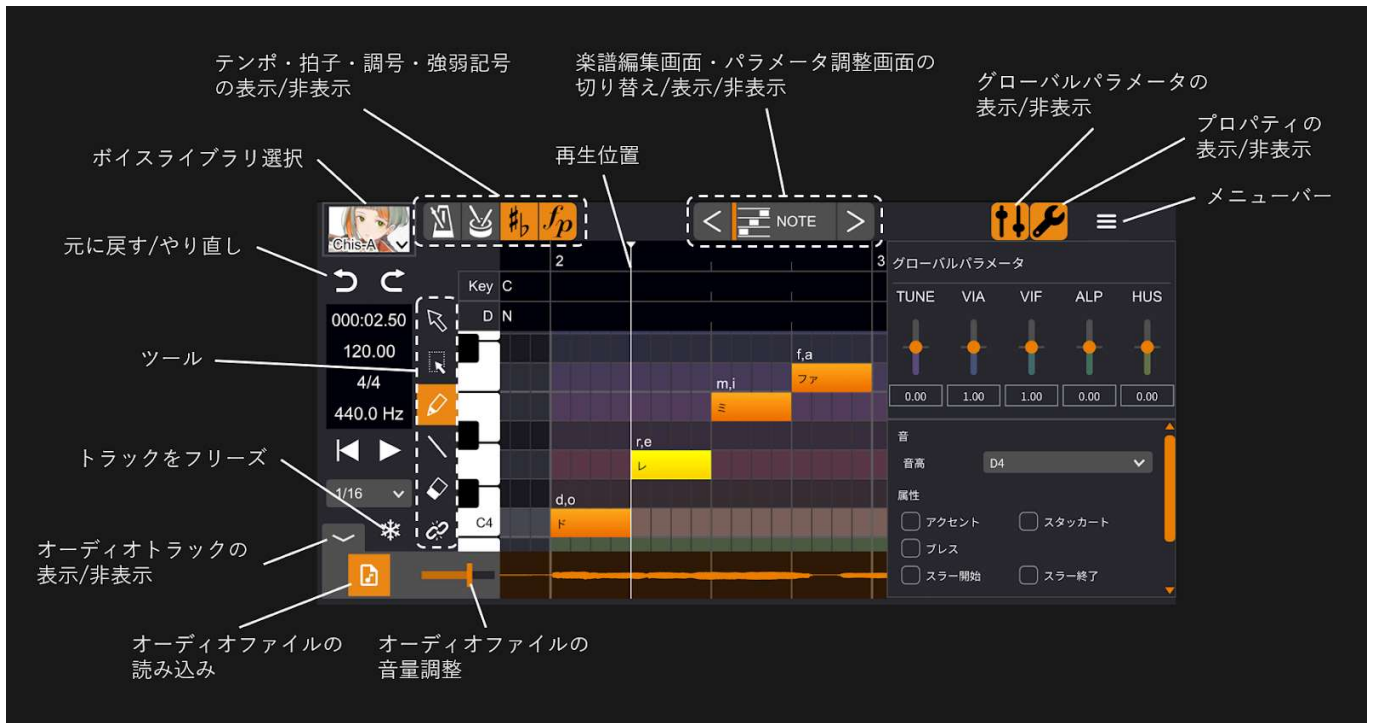 テンポ・拍子・調号・強弱記号
の表示/非表示
楽譜編集画面・パラメータ調整画面の
切り替え/表示/非表示
グローバルパラメータの
表示/非表示
プロパティの
表示/非表示
ボイスライブラリ選択
再生位置
メニューバー
Chis-A
NOTE
元に戻す/やり直し
2
3
グローバルパラメータ
Key C
TUNE VIA VIF ALP HUS
000:02.50
D N
120.00
ツール
4/4
f,a
ファ
m,i
ミ
0.00 1.00 1.00 0.00 0.00
440.0 Hz
r,e
レ
音
音高 D4
トラックをフリーズ
1/16
d,o
ド
C4
属性
アクセント スタッカート
ブレス
スラー開始 スラー終了
オーディオトラックの
表示/非表示
オーディオファイルの
読み込み
オーディオファイルの
音量調整